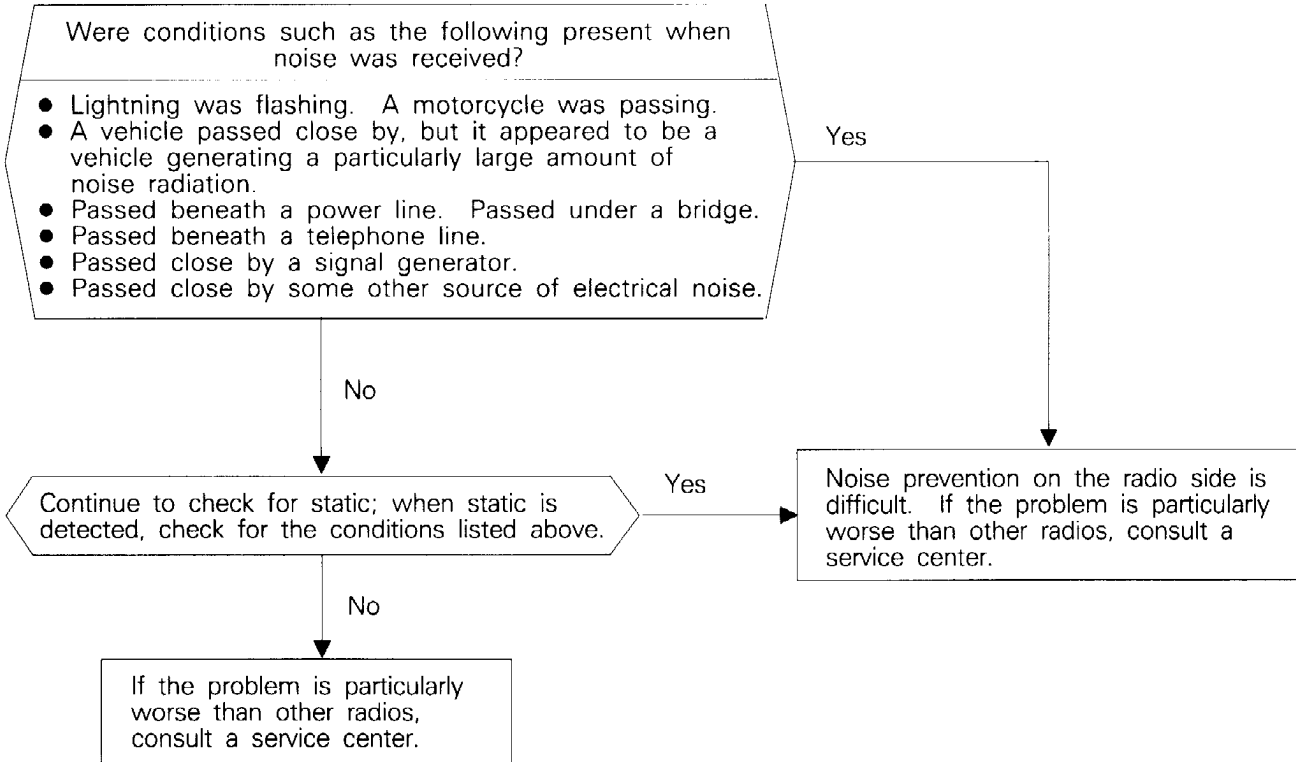 Were conditions such as the following present when
noise was received?
● Lightning was flashing. A motorcycle was passing.
● A vehicle passed close by, but it appeared to be a
vehicle generating a particularly large amount of
noise radiation.
● Passed beneath a power line. Passed under a bridge.
● Passed beneath a telephone line.
● Passed close by a signal generator.
● Passed close by some other source of electrical noise.
Yes
No
Continue to check for static; when static is
detected, check for the conditions listed above.
Yes
Noise prevention on the radio side is
difficult. If the problem is particularly
worse than other radios, consult a
service center.
No
If the problem is particularly
worse than other radios,
consult a service center.